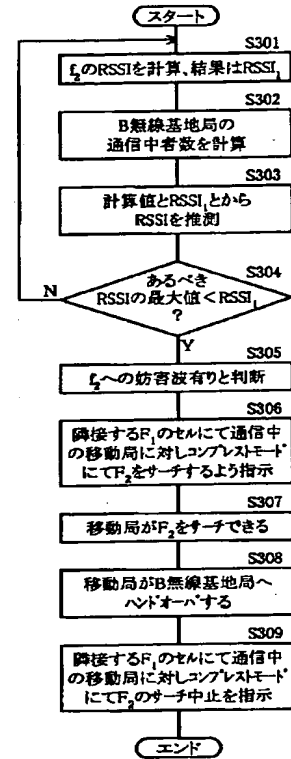 スタート
S301
f₂のRSSIを計算、結果はRSSI₁
S302
B無線基地局の
通信中者数を計算
S303
計算値とRSSI₁とから
RSSIを推測
S304
あるべき
RSSIの最大値<RSSI₁
?
N
Y
S305
f₂への妨害波有りと判断
S306
隣接するF₁のセルにて通信中
の移動局に対しコンプレストモード
にてF₂をサーチするよう指示
S307
移動局がF₂をサーチできる
S308
移動局がB無線基地局へ
ハンドオーバする
S309
隣接するF₁のセルにて通信中
の移動局に対しコンプレストモード
にてF₂のサーチ中止を指示
エンド